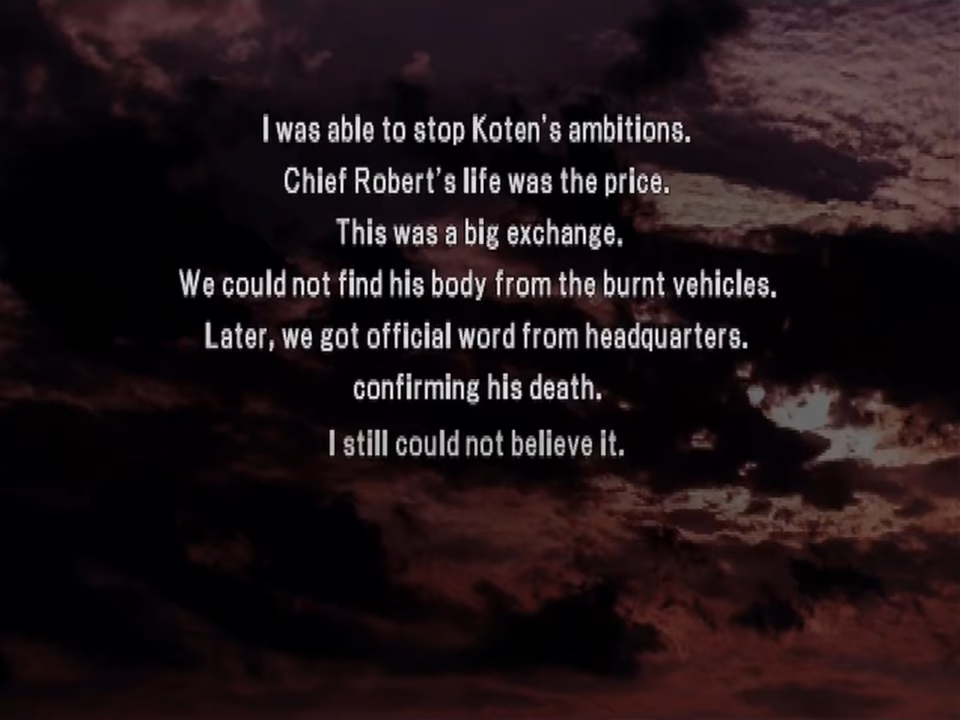 I was able to stop Koten's ambitions.
Chief Robert's life was the price.
This was a big exchange.
We could not find his body from the burnt vehicles.
Later, we got official word from headquarters.
confirming his death.
I still could not believe it.